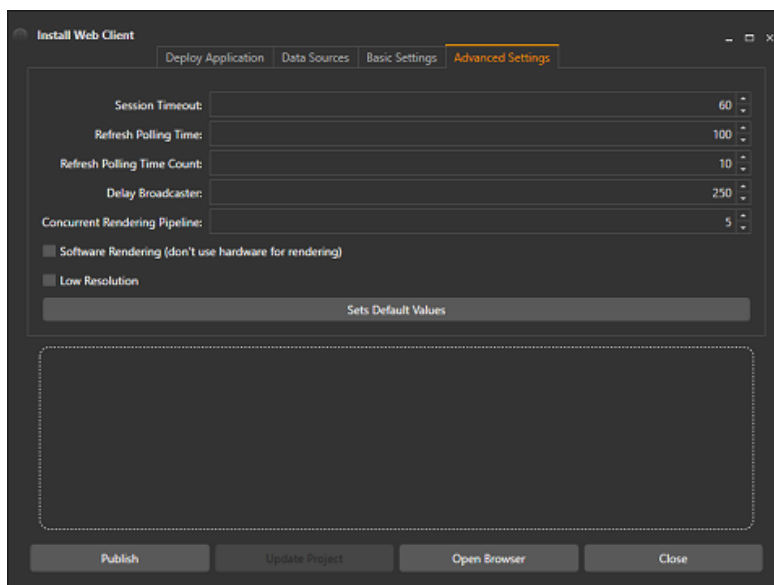 Install Web Client
Deploy Application Data Sources Basic Settings Advanced Settings
Session Timeout: 60
Refresh Polling Time: 100
Refresh Polling Time Count: 10
Delay Broadcaster: 250
Concurrent Rendering Pipeline: 5
Software Rendering (don't use hardware for rendering)
Low Resolution
Sets Default Values
Publish Update Project Open Browser Close